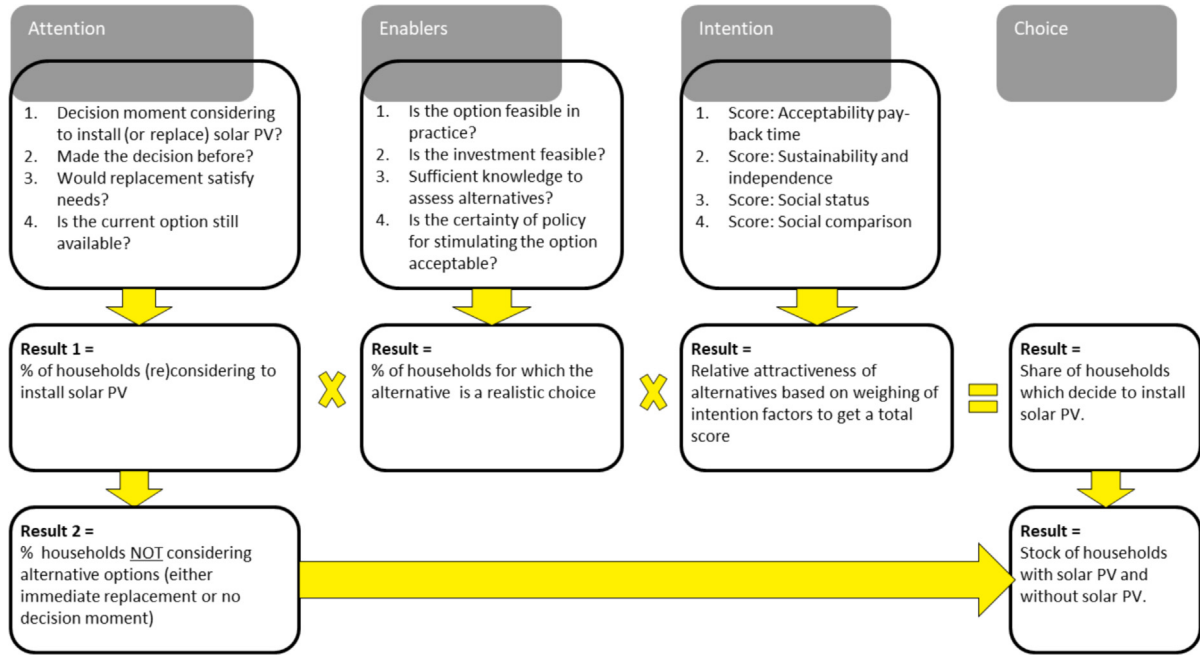 Attention
1. Decision moment considering
to install (or replace) solar PV?
2. Made the decision before?
3. Would replacement satisfy
needs?
4. Is the current option still
available?
Enablers
1. Is the option feasible in
practice?
2. Is the investment feasible?
3. Sufficient knowledge to
assess alternatives?
4. Is the certainty of policy
for stimulating the option
acceptable?
Intention
1. Score: Acceptability pay-
back time
2. Score: Sustainability and
independence
3. Score: Social status
4. Score: Social comparison
Choice
Result 1 =
% of households (re)considering to
install solar PV
Result =
% of households for which the
alternative is a realistic choice
Result =
Relative attractiveness of
alternatives based on weighing of
intention factors to get a total
score
Result =
Share of households
which decide to install
solar PV.
Result 2 =
% households NOT considering
alternative options (either
immediate replacement or no
decision moment)
Result =
Stock of households
with solar PV and
without solar PV.